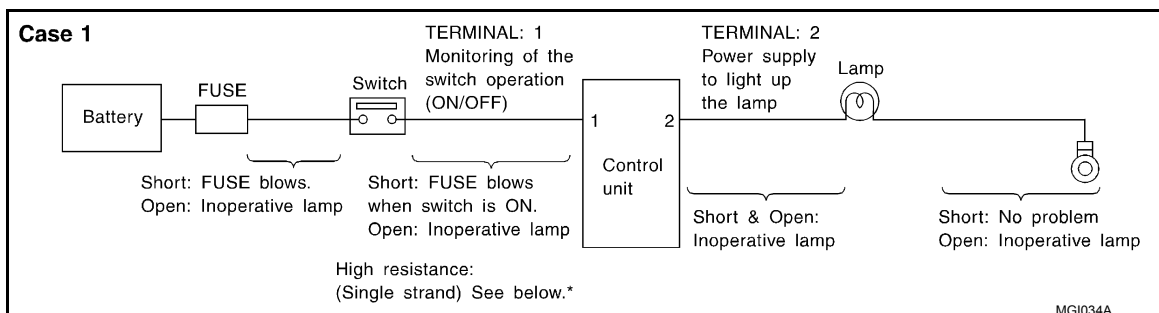 Case 1
TERMINAL: 1
Monitoring of the
switch operation
(ON/OFF)
TERMINAL: 2
Power supply
to light up
the lamp
Lamp
FUSE
Switch
Battery
1
2
Control
unit
Short: FUSE blows.
Open: Inoperative lamp
Short: FUSE blows
when switch is ON.
Open: Inoperative lamp
Short & Open:
Inoperative lamp
Short: No problem
Open: Inoperative lamp
High resistance:
(Single strand) See below.*
MGI034A